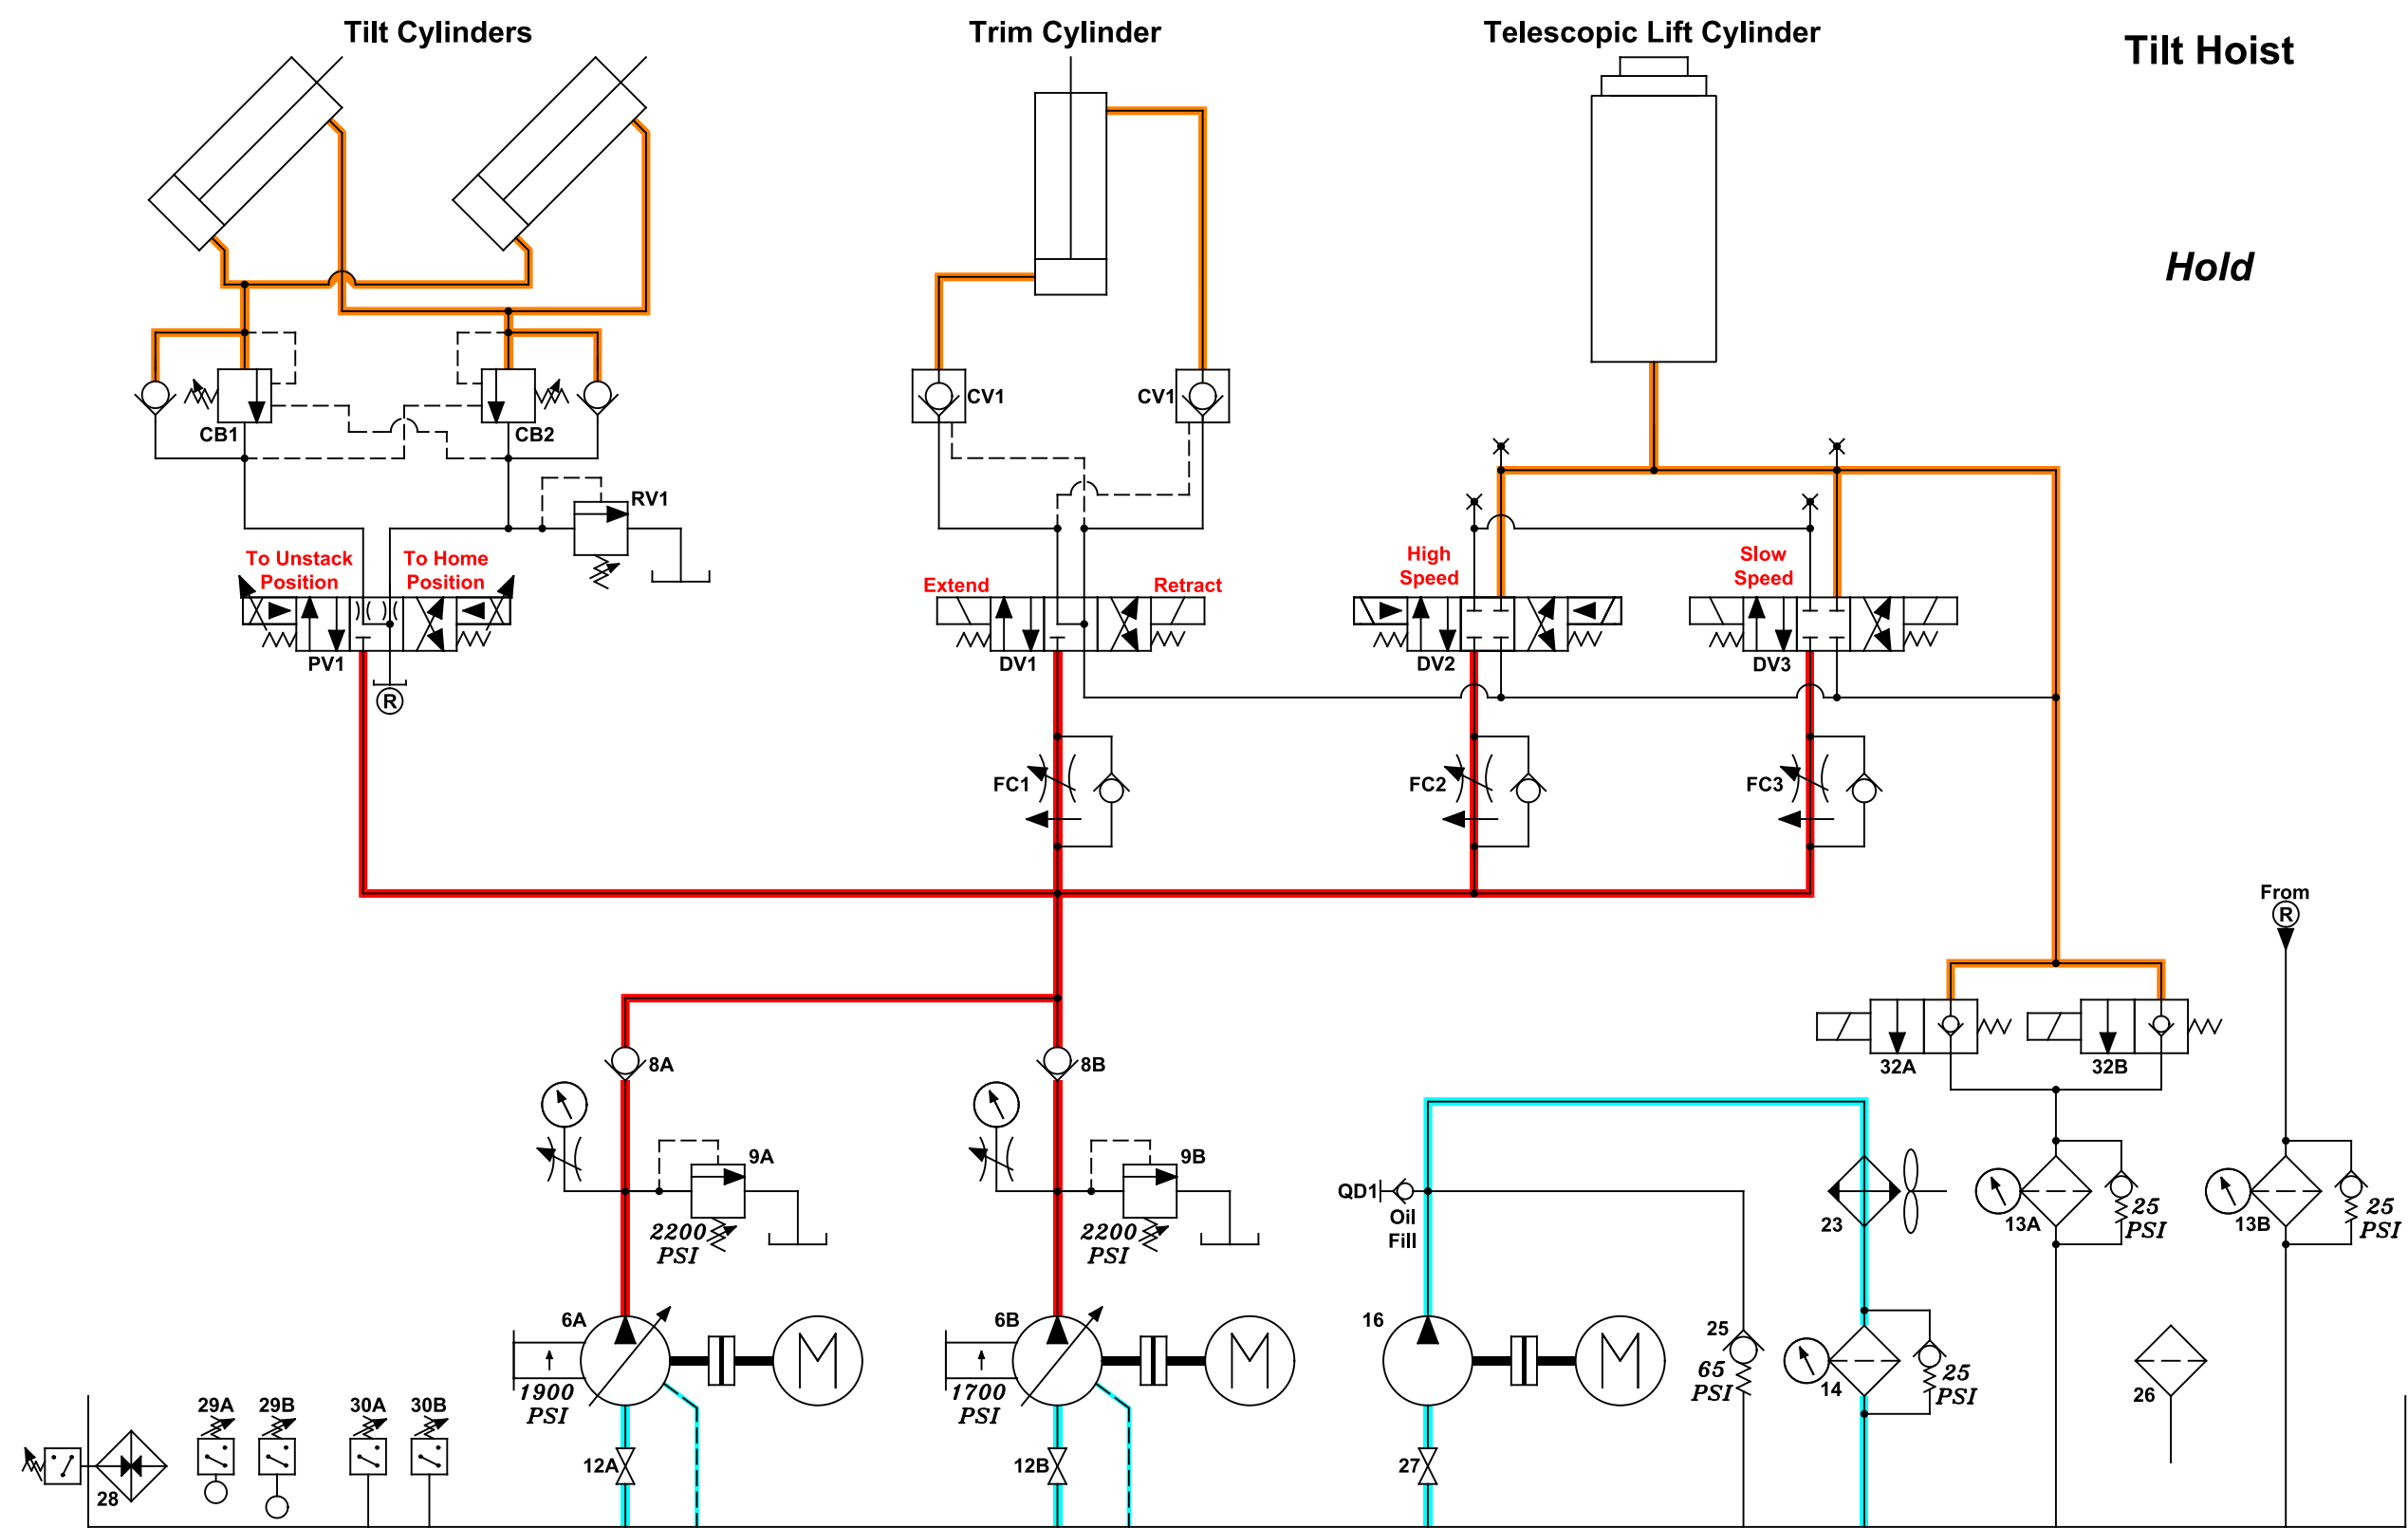 Tilt Cylinders
Trim Cylinder
Telescopic Lift Cylinder
Tilt Hoist
Hold
CB1
CB2
CV1
CV1
RV1
To Unstack
Position
To Home
Position
Extend
Retract
High
Speed
Slow
Speed
PV1
DV1
DV2
DV3
R
FC1
FC2
FC3
From
R
8A
8B
32A
32B
9A
9B
2200
PSI
2200
PSI
QD1
Oil
Fill
23
13A
25
PSI
13B
25
PSI
6A
6B
16
M
M
M
1900
PSI
1700
PSI
25
65
PSI
14
25
PSI
26
29A
29B
30A
30B
28
12A
12B
27